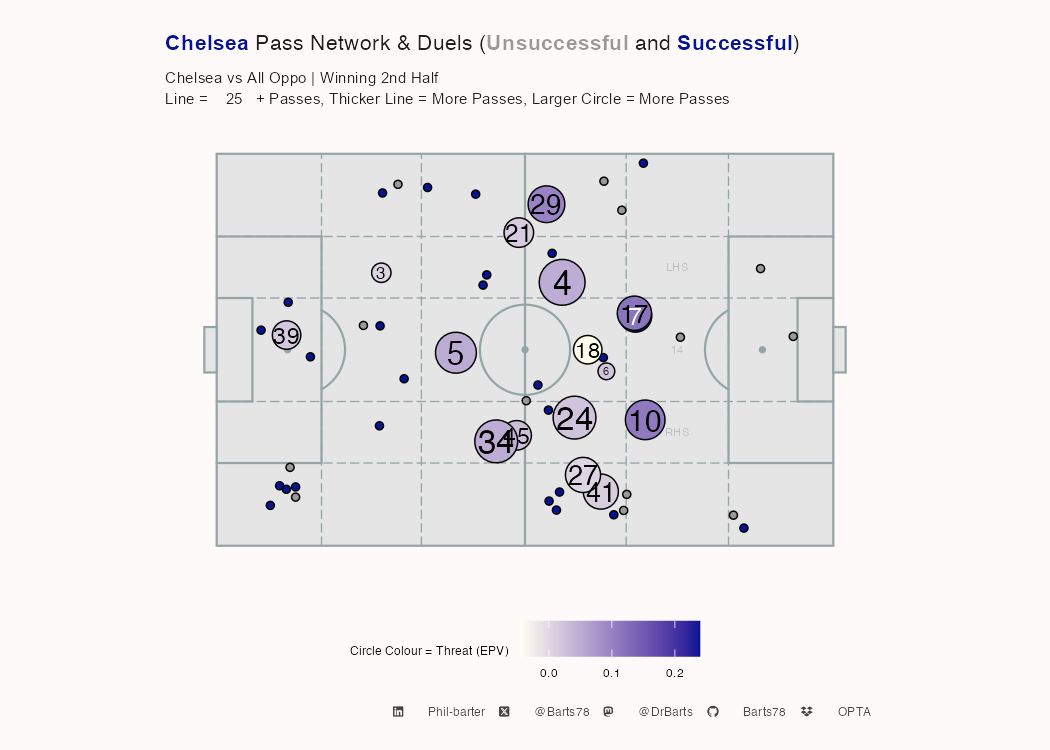 Chelsea Pass Network & Duels (Unsuccessful and Successful)
Chelsea vs All Oppo | Winning 2nd Half
Line = 25 + Passes, Thicker Line = More Passes, Larger Circle = More Passes
29
21
LHS
3
4
17
7
39
5
18
14
6
24
10
34
45
RHS
27
41
Circle Colour = Threat (EPV)
0.0 0.1 0.2
Phil-barter @Barts78 @DrBarts Barts78 OPTA